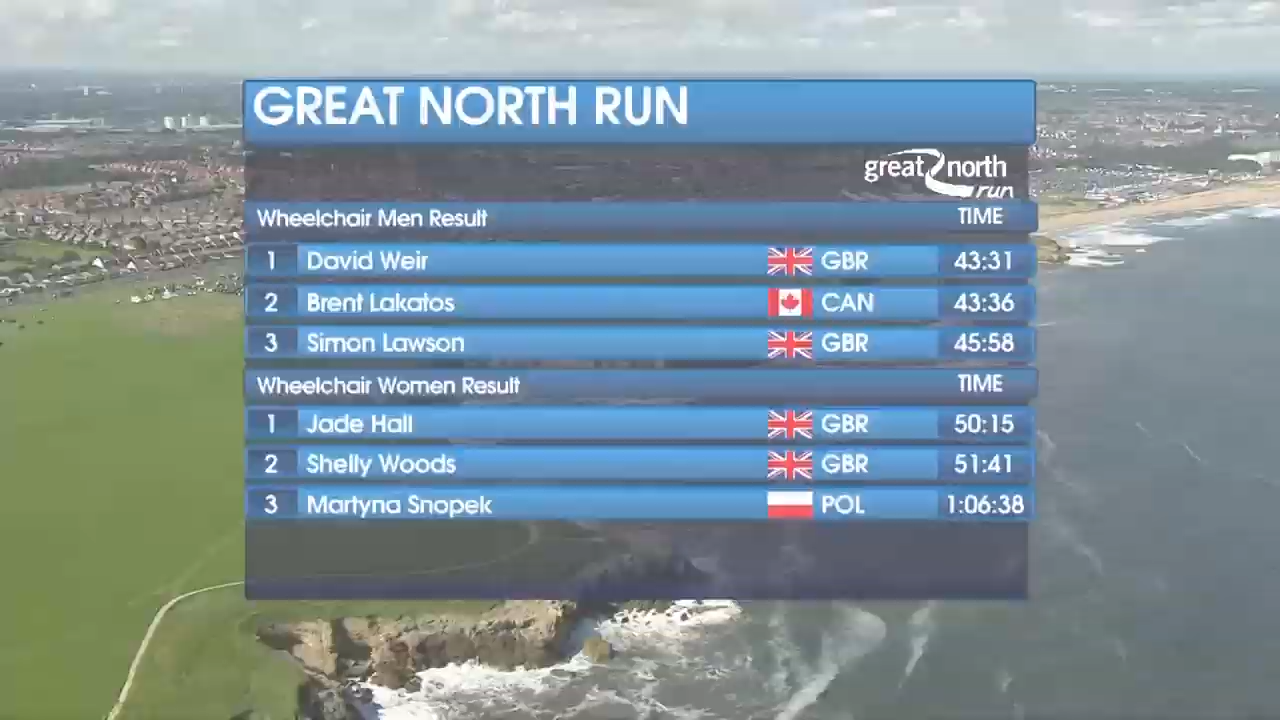 GREAT NORTH RUN
great north
run
Wheelchair Men Result TIME
1 David Weir GBR 43:31
2 Brent Lakatos CAN 43:36
3 Simon Lawson GBR 45:58
Wheelchair Women Result TIME
1 Jade Hall GBR 50:15
2 Shelly Woods GBR 51:41
3 Martyna Snopek POL 1:06:38